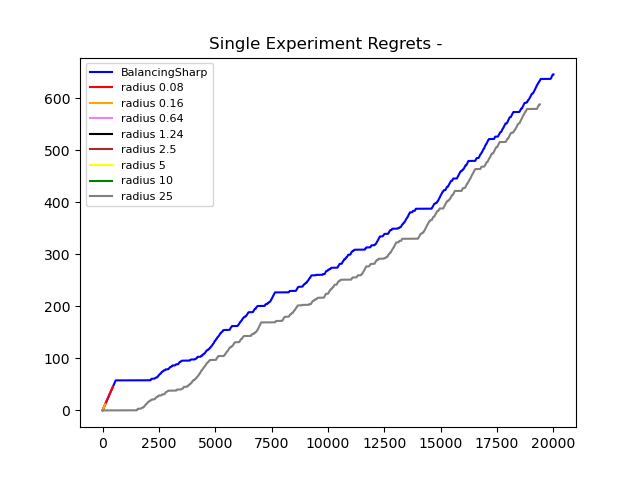 Single Experiment Regrets -
BalancingSharp
radius 0.08
radius 0.16
radius 0.64
radius 1.24
radius 2.5
radius 5
radius 10
radius 25
600
500
400
300
200
100
0
0 2500 5000 7500 10000 12500 15000 17500 20000